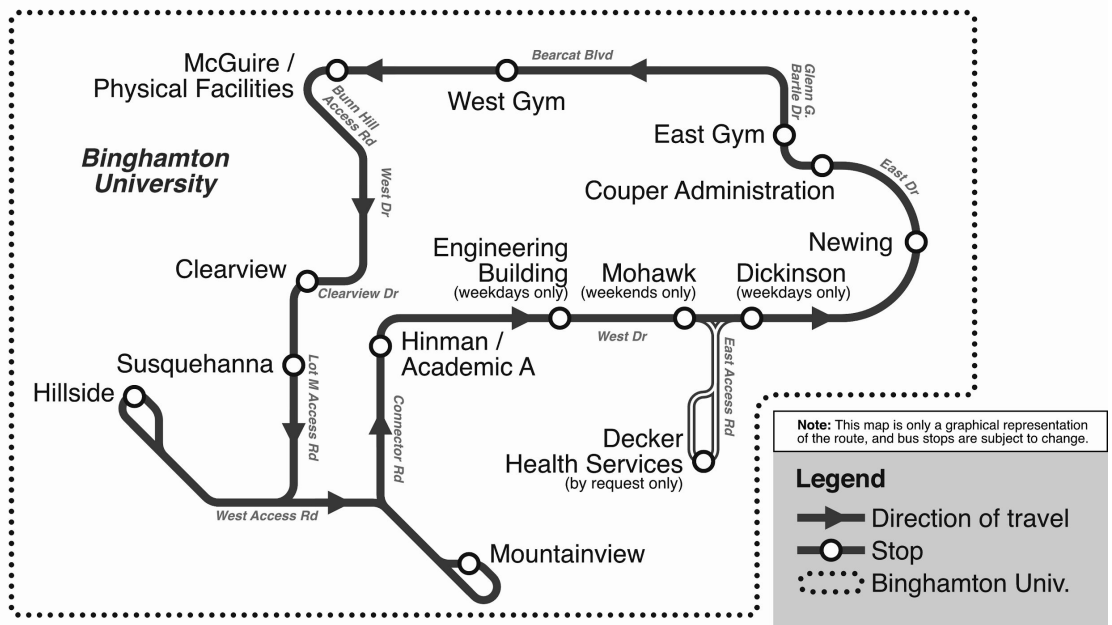 McGuire /
Physical Facilities
Bearcat Blvd
West Gym
Glenn G.
Bartle Dr
Bunn Hill
Access Rd
East Gym
Binghamton
University
West Dr
Couper Administration
East Dr
Newing
Engineering
Building
(weekdays only)
Mohawk
(weekends only)
Dickinson
(weekdays only)
Clearview
Clearview Dr
West Dr
Hinman /
Academic A
Susquehanna
Lot M Access Rd
Hillside
East Access Rd
Connector Rd
Decker
Health Services
(by request only)
West Access Rd
Mountainview
Note: This map is only a graphical representation
of the route, and bus stops are subject to change.
Legend
Direction of travel
Stop
Binghamton Univ.